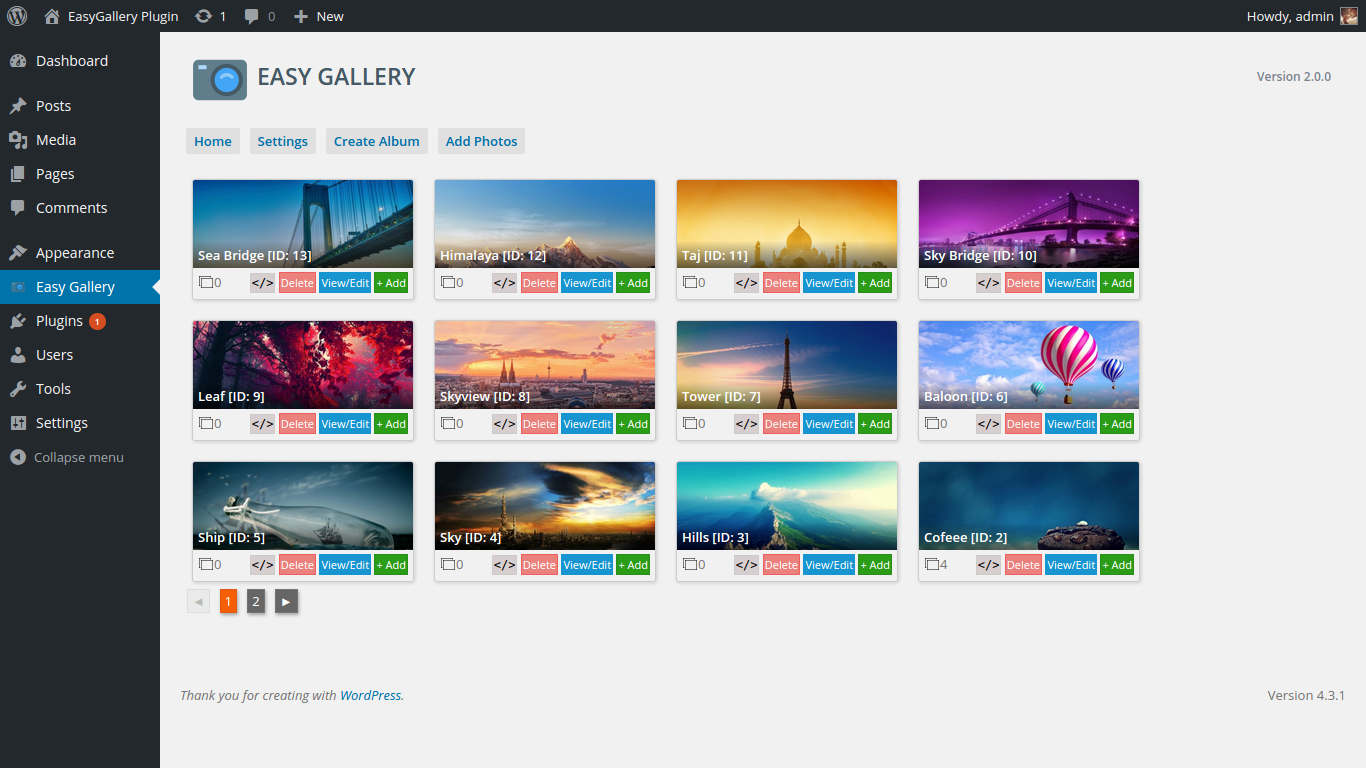 EasyGallery Plugin 1 0 + New Howdy, admin
Dashboard
Posts
Media
Pages
Comments
Appearance
Easy Gallery
Plugins 1
Users
Tools
Settings
Collapse menu
EASY GALLERY Version 2.0.0
Home Settings Create Album Add Photos
Sea Bridge [ID: 13] Himalaya [ID: 12] Taj [ID: 11] Sky Bridge [ID: 10]
0 </> Delete View/Edit + Add 0 </> Delete View/Edit + Add 0 </> Delete View/Edit + Add 0 </> Delete View/Edit + Add
Leaf [ID: 9] Skyview [ID: 8] Tower [ID: 7] Baloon [ID: 6]
0 </> Delete View/Edit + Add 0 </> Delete View/Edit + Add 0 </> Delete View/Edit + Add 0 </> Delete View/Edit + Add
Ship [ID: 5] Sky [ID: 4] Hills [ID: 3] Cofeee [ID: 2]
0 </> Delete View/Edit + Add 0 </> Delete View/Edit + Add 0 </> Delete View/Edit + Add 4 </> Delete View/Edit + Add
◄ 1 2 ►
Thank you for creating with WordPress. Version 4.3.1